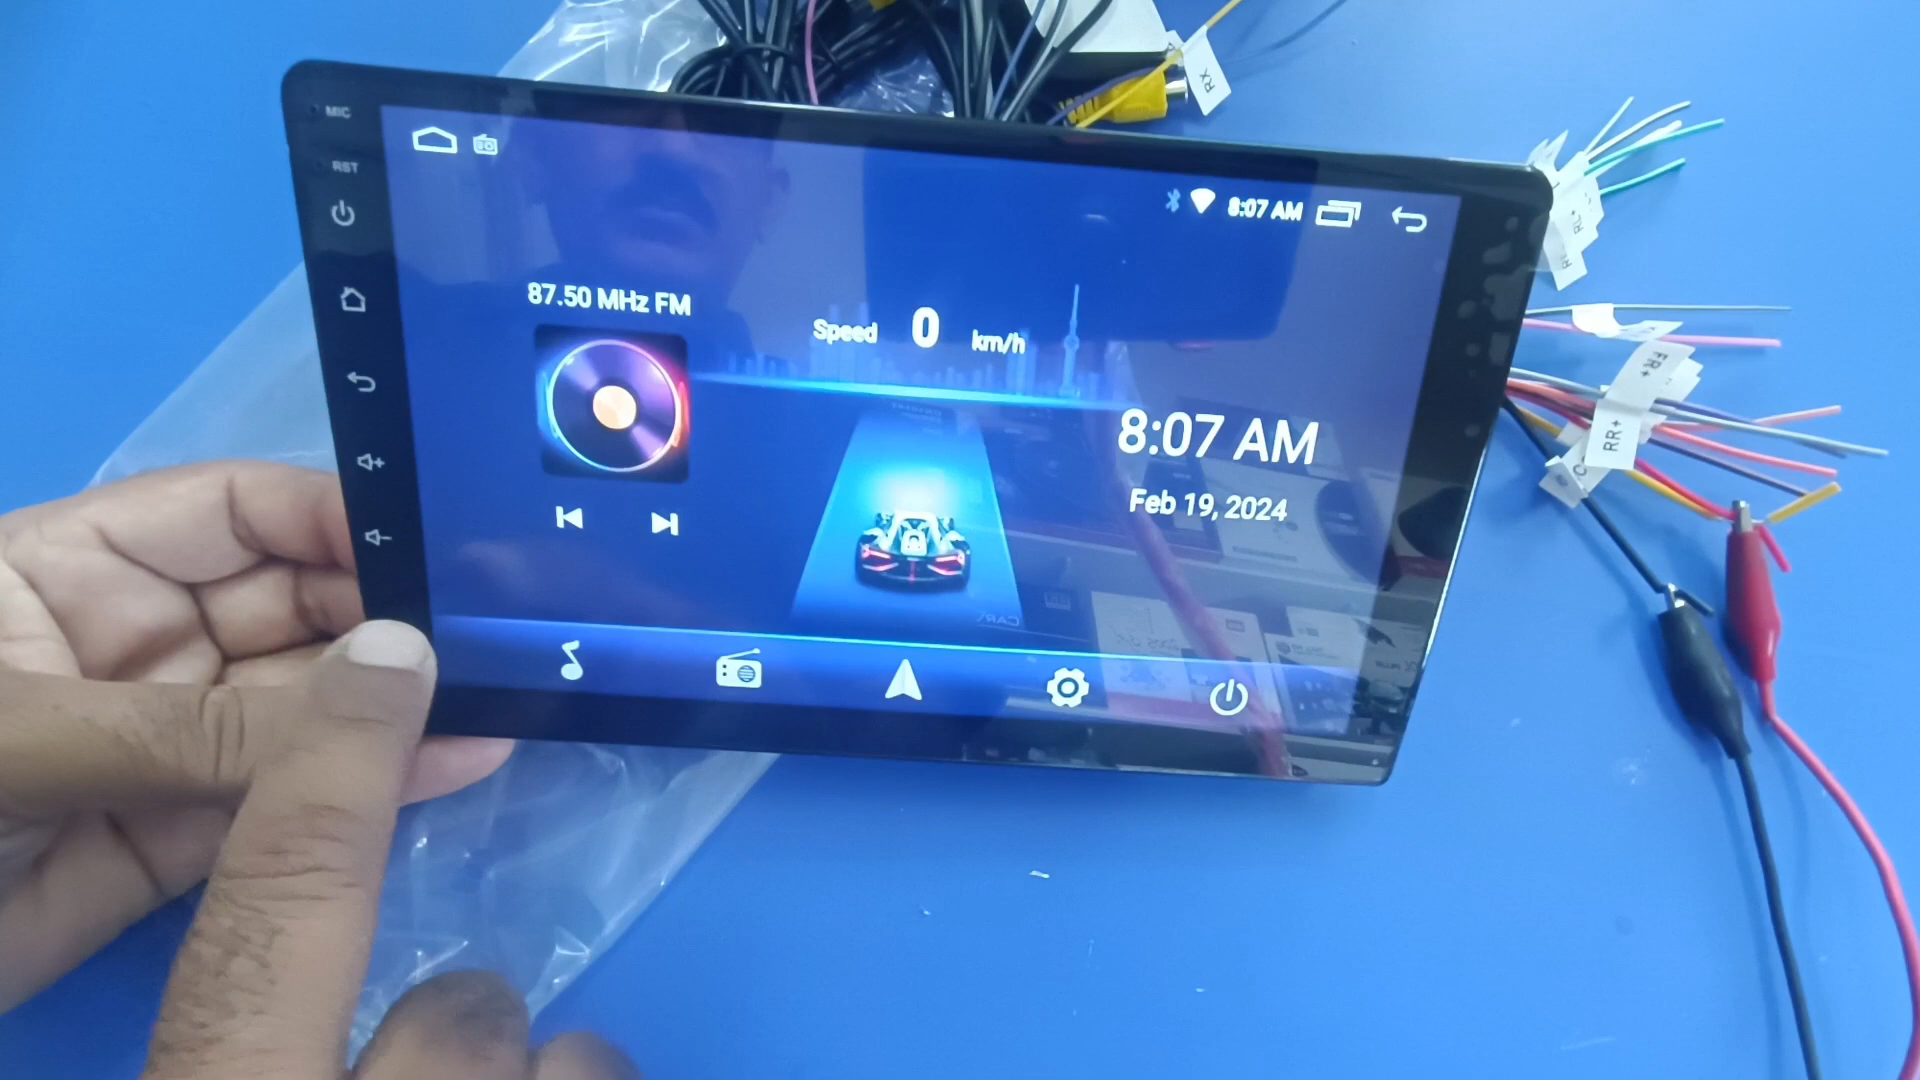 MIC
RST
8:07 AM
87.50 MHz FM
Speed 0 km/h
8:07 AM
Feb 19, 2024
RX
RL
FR+
RR+